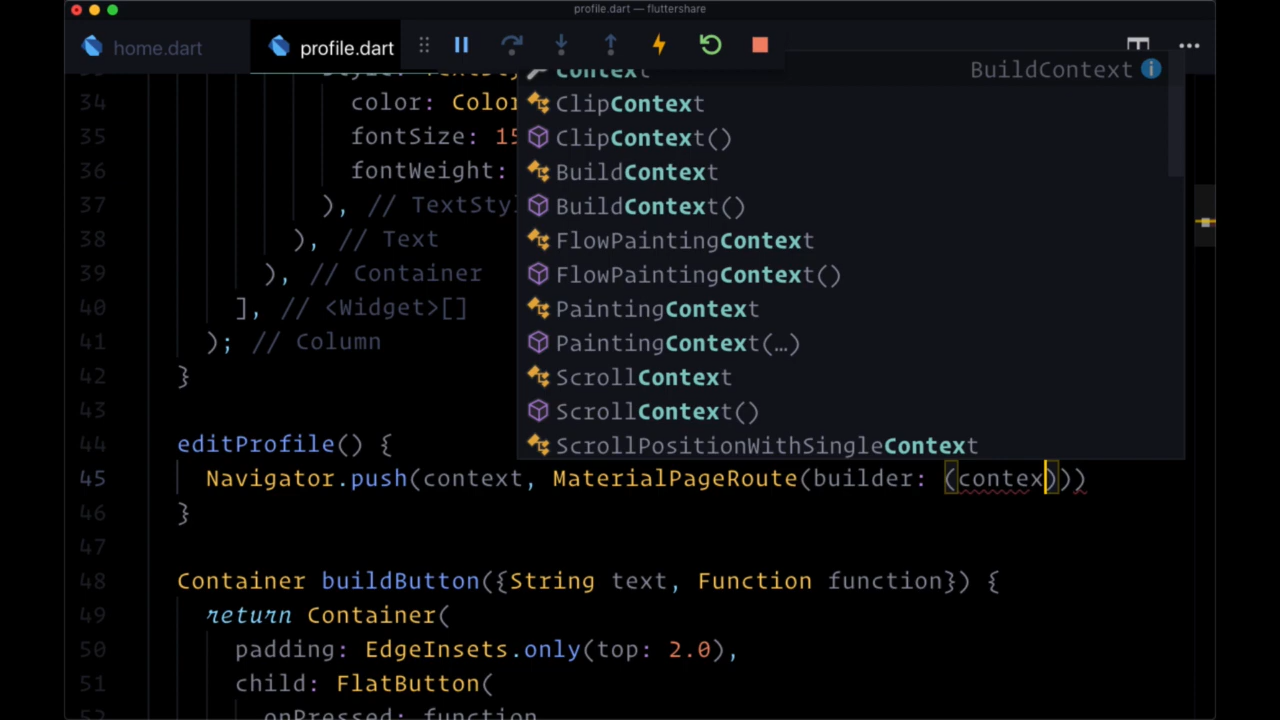 profile.dart — fluttershare
home.dart
profile.dart
context
BuildContext
34
color: Colo
ClipContext
35
fontSize: 15
ClipContext()
36
fontWeight:
BuildContext
37
), // TextSty
BuildContext()
38
), // Text
FlowPaintingContext
39
), // Container
FlowPaintingContext()
40
], // <Widget>[]
PaintingContext
41
); // Column
PaintingContext(…)
42
}
ScrollContext
43
ScrollContext()
44
editProfile() {
ScrollPositionWithSingleContext
45
Navigator.push(context, MaterialPageRoute(builder: (contex)))
46
}
47
48
Container buildButton({String text, Function function}) {
49
return Container(
50
padding: EdgeInsets.only(top: 2.0),
51
child: FlatButton(
onPressed: function